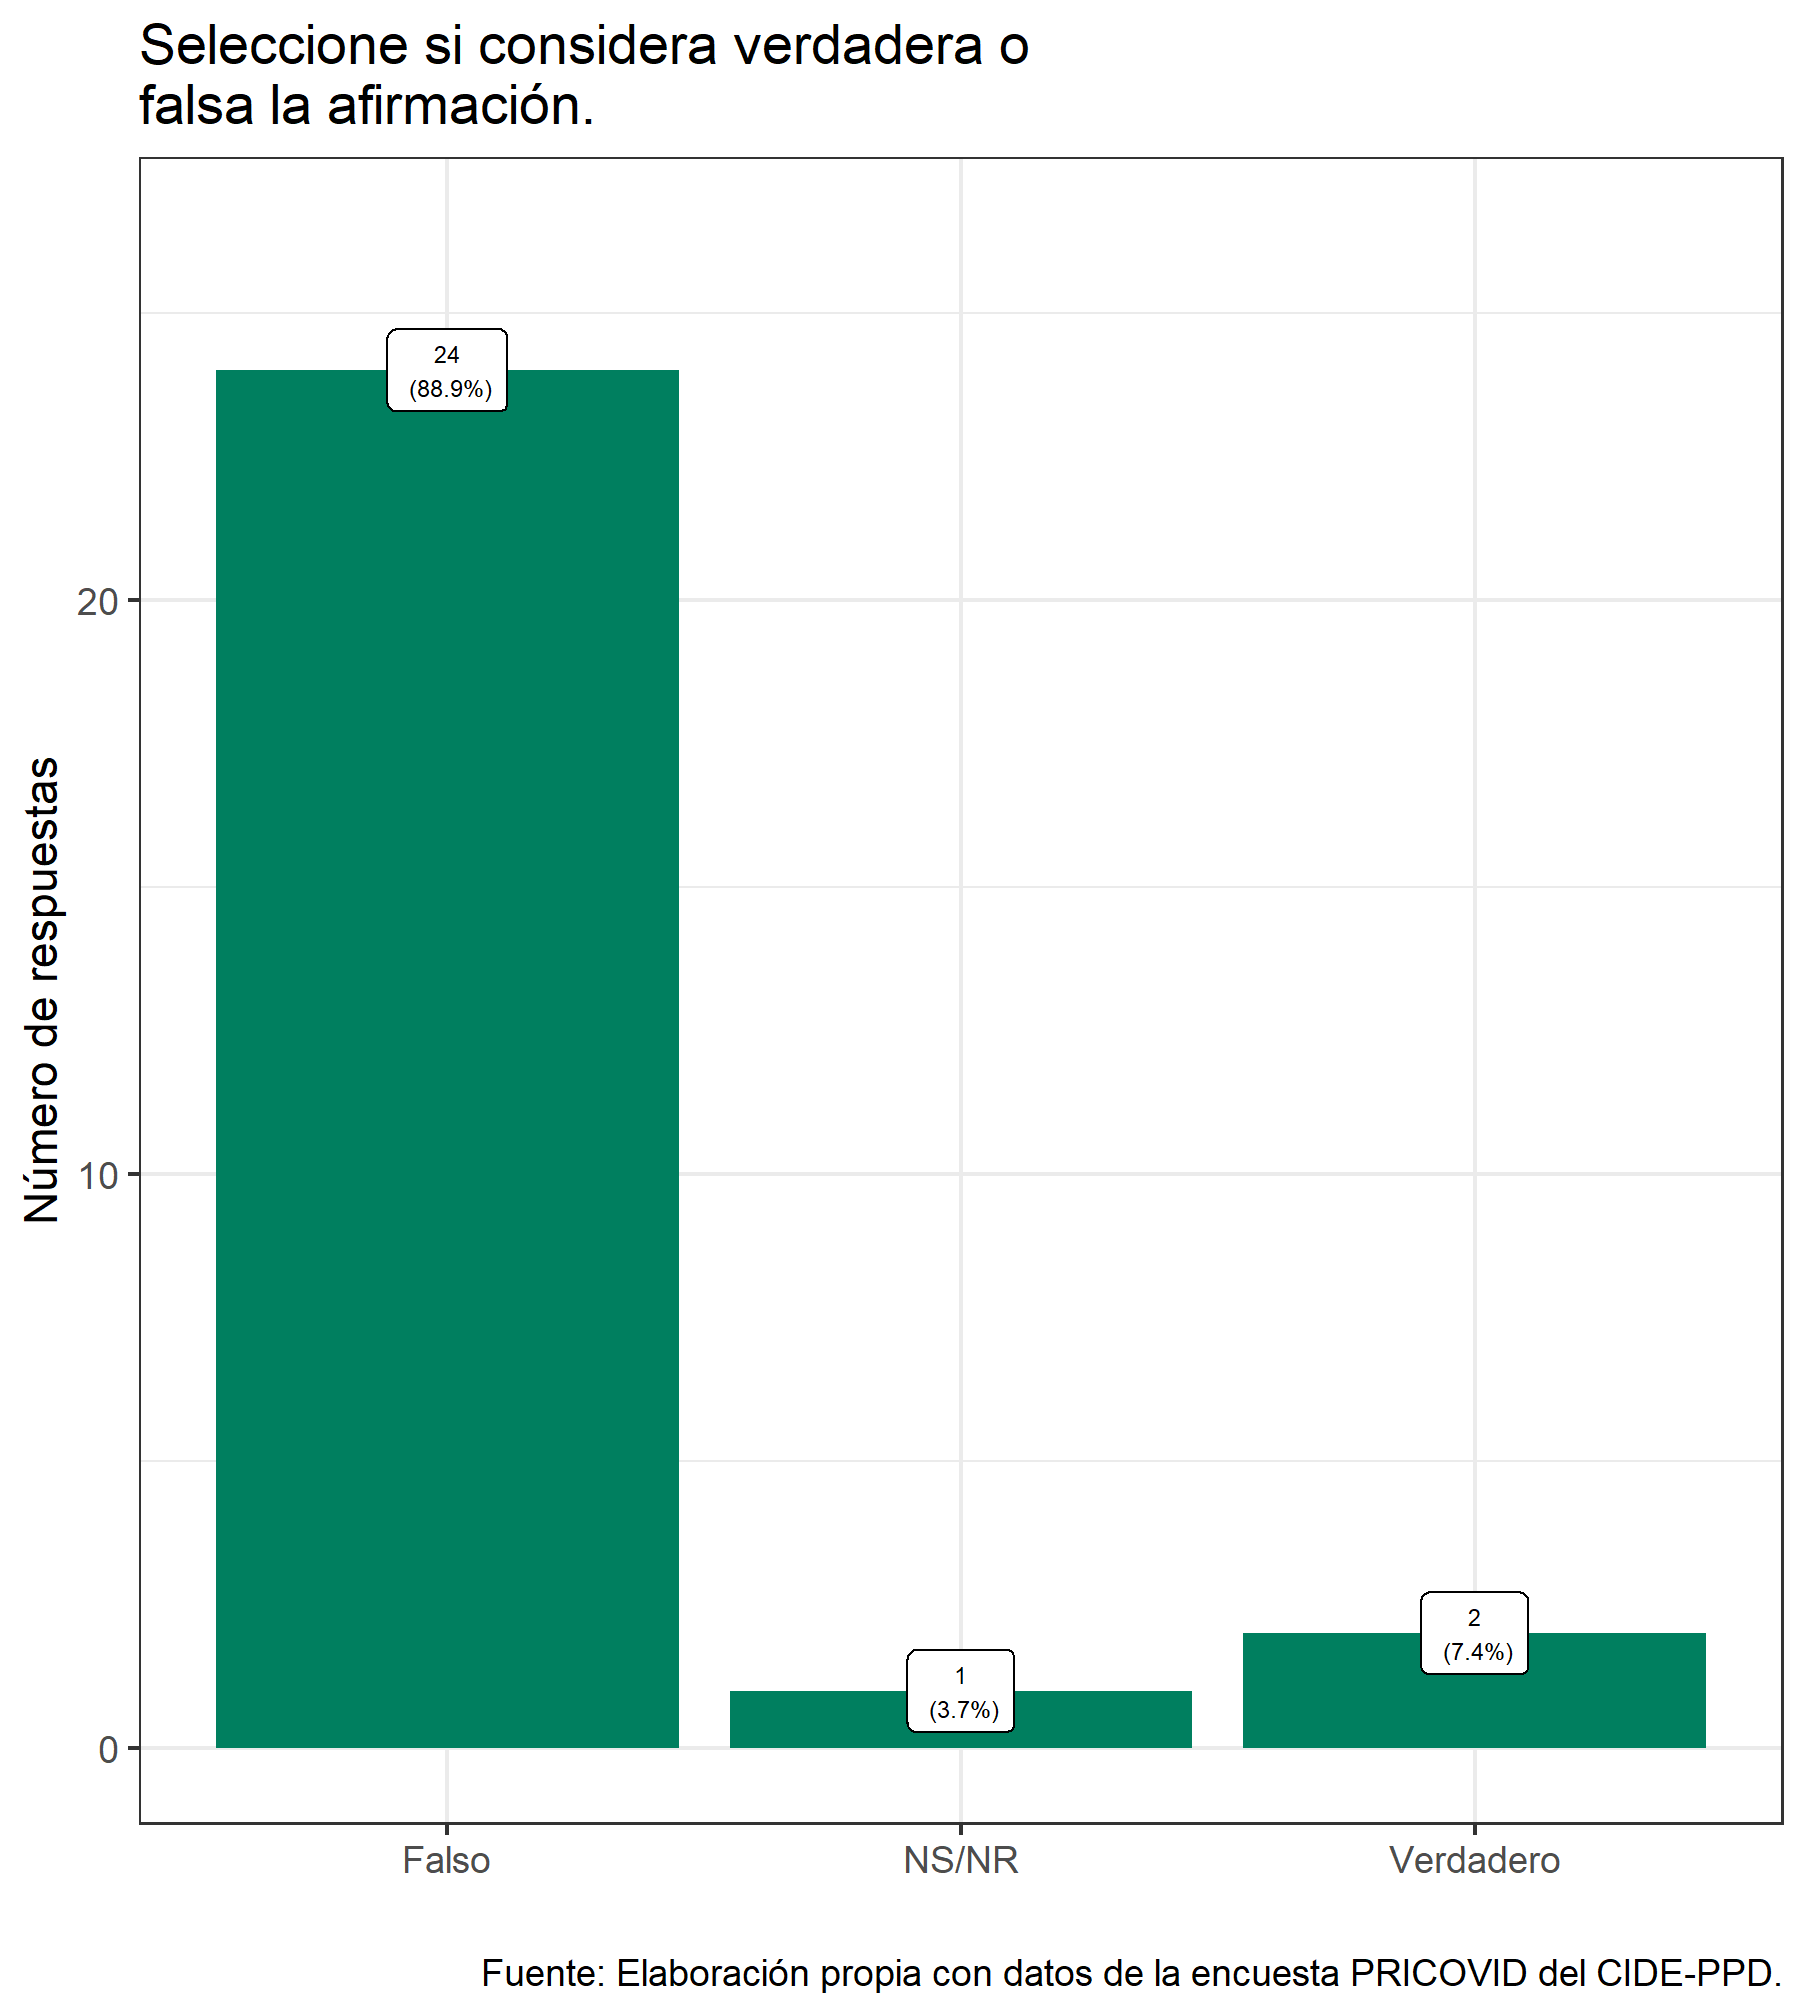 Seleccione si considera verdadera o
falsa la afirmación.
Número de respuestas
20
10
0
24
(88.9%)
1
(3.7%)
2
(7.4%)
Falso
NS/NR
Verdadero
Fuente: Elaboración propia con datos de la encuesta PRICOVID del CIDE-PPD.